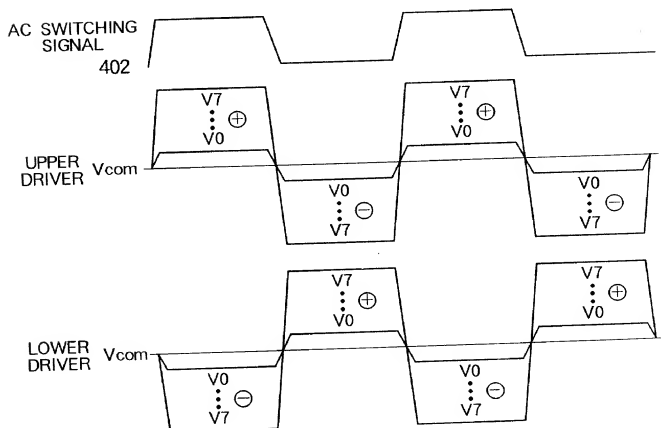 AC SWITCHING
SIGNAL
402
V7
+
V0
V7
+
V0
UPPER
DRIVER
Vcom
V0
−
V7
V0
−
V7
V7
+
V0
V7
+
V0
LOWER
DRIVER
Vcom
V0
−
V7
V0
−
V7